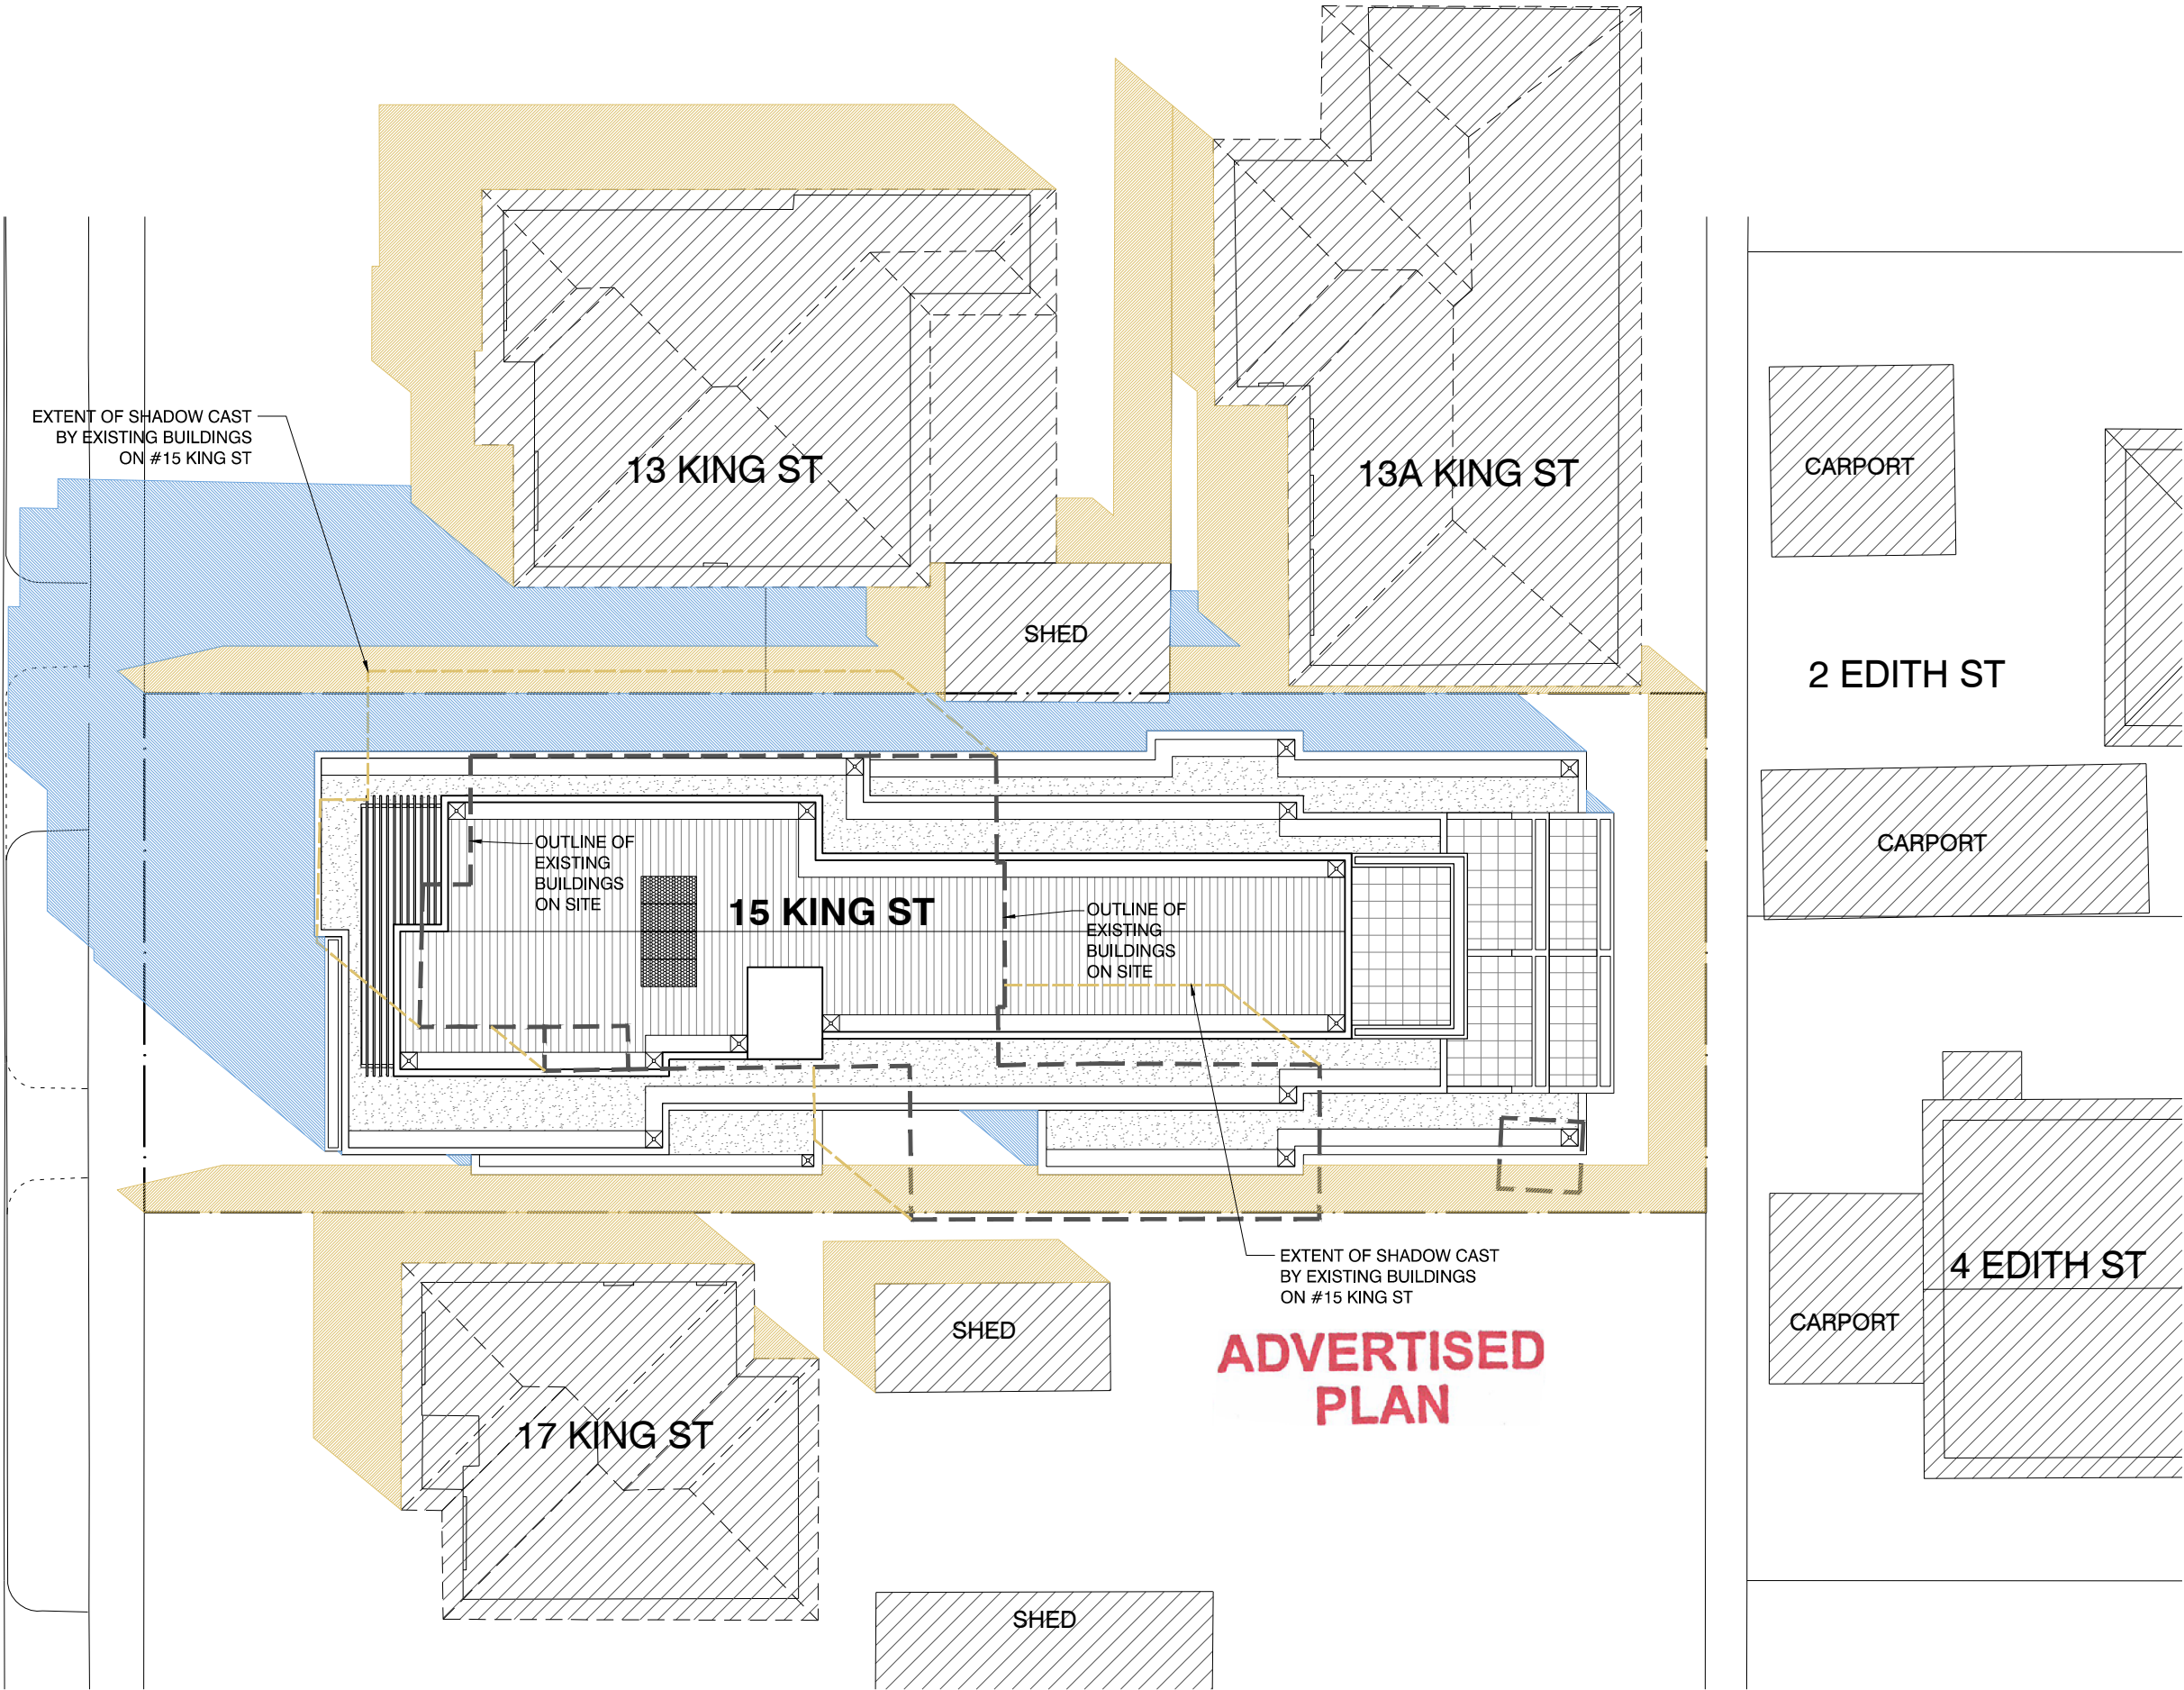 EXTENT OF SHADOW CAST
BY EXISTING BUILDINGS
ON #15 KING ST
13 KING ST
13A KING ST
CARPORT
SHED
2 EDITH ST
CARPORT
OUTLINE OF
EXISTING
BUILDINGS
ON SITE
15 KING ST
OUTLINE OF
EXISTING
BUILDINGS
ON SITE
EXTENT OF SHADOW CAST
BY EXISTING BUILDINGS
ON #15 KING ST
4 EDITH ST
CARPORT
SHED
ADVERTISED
PLAN
17 KING ST
SHED